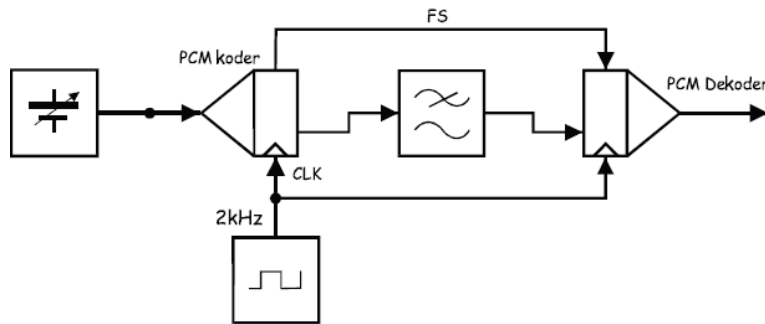 FS
PCM koder
PCM Dekoder
CLK
2kHz